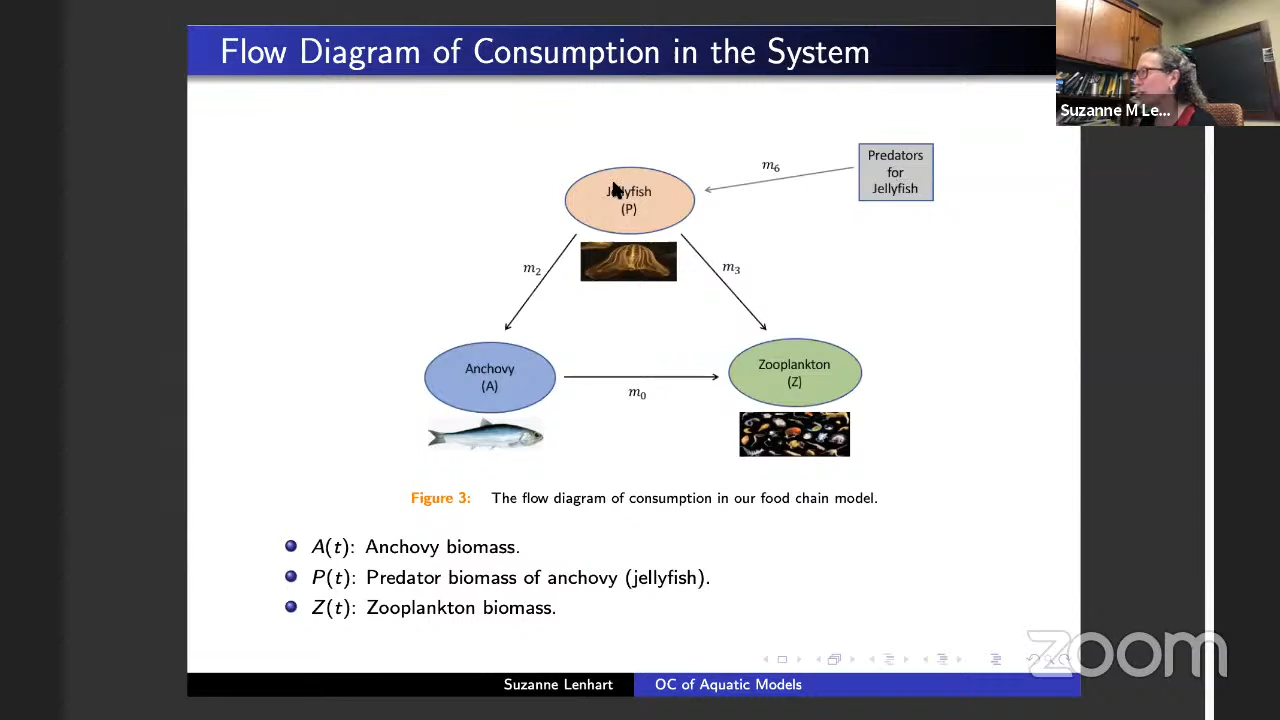 Flow Diagram of Consumption in the System
Suzanne M Le...
Predators
for
Jellyfish
m6
Jellyfish
(P)
m2
m3
Anchovy
(A)
Zooplankton
(Z)
m0
Figure 3: The flow diagram of consumption in our food chain model.
A(t): Anchovy biomass.
P(t): Predator biomass of anchovy (jellyfish).
Z(t): Zooplankton biomass.
zoom
Suzanne Lenhart
OC of Aquatic Models